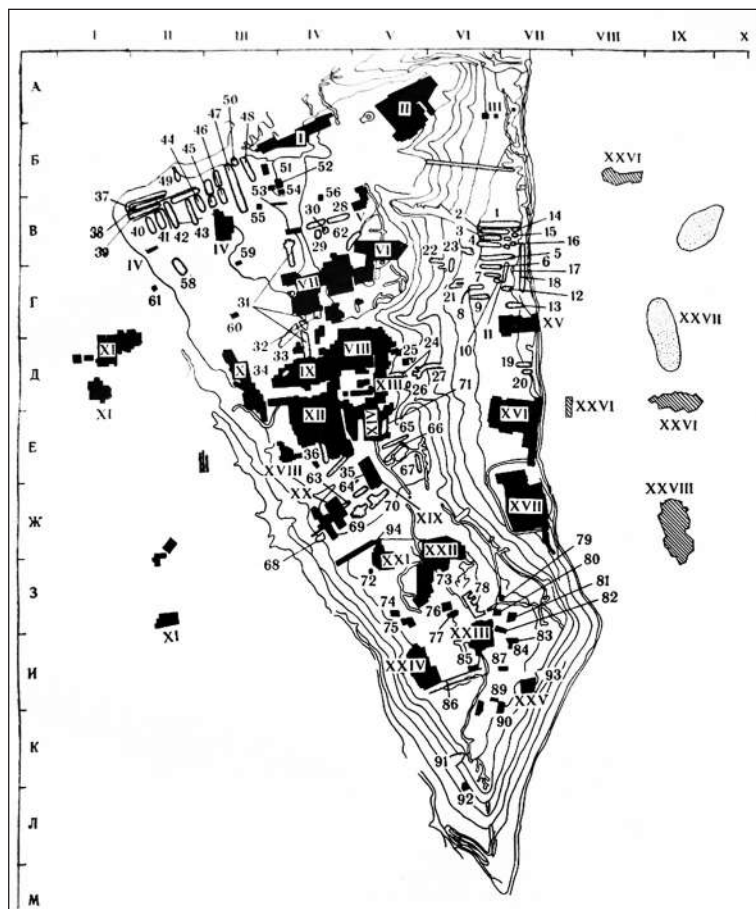 I II III IV V VI VII VIII IX X
А
50
47 48
46 II III
45 I
44
Б
51 52
XXVI
49 53 54 56
37 55 28 2 1 14
30 V 3 15
В
38 40 41 42 43 IV 29 62 4 16
39 59 VI 22 23 5
IV 6 17
58 VII 7 18
61 31 21 12
Г
8 9 13
60 32 XXVII
33 VIII 24 10 II XV
XI 25
34 IX 19
Д
X XIII 27 20
26 71
XI XII XIV 65 XVI XXVI XXVI
66
Е
XVIII 36
63 35 67
64 XXVIII
XX XVII
70 XIX
Ж
69 79
68 94 80
XXI XXII 81
72 73 78 82
З
74 76
75 77 XXIII 83
XI 84
XXIV 85 87 93
И
86 89 XXV
90
К
91
92
Л
М